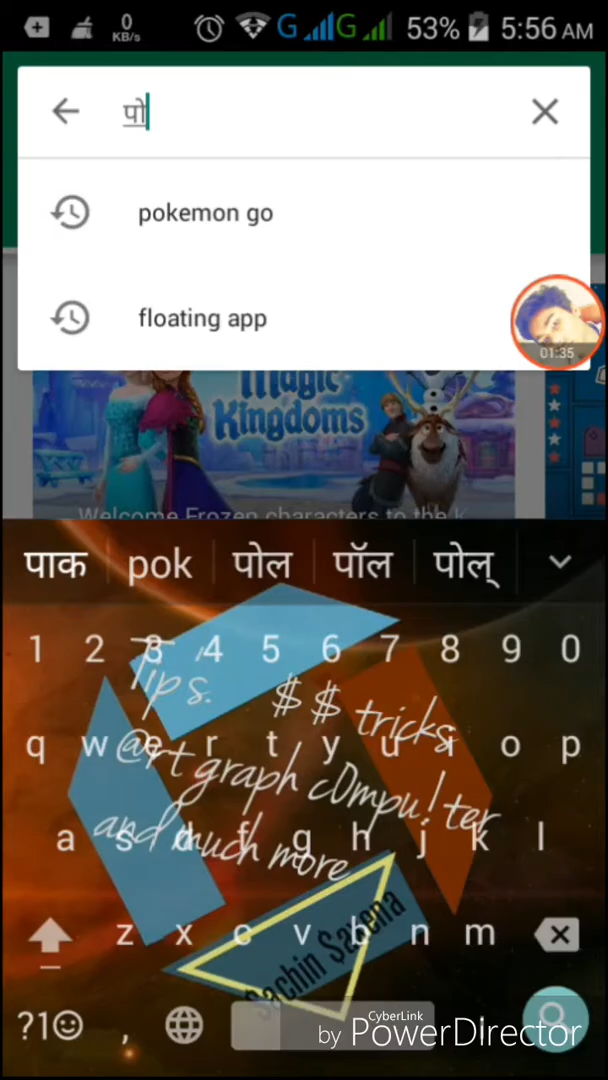 0
KB/s
G G 53% 5:56 AM
पो
pokemon go
floating app
01:35
Magic
Kingdoms
Welcome Frozen characters to the K
पाक pok पोल पॉल पोल्
1 2 3 4 5 6 7 8 9 0
Tips. $$ tricks
q w e r t y u i o p
@rt graph c0mpu!ter
a s d f g h j k l
and much more
z x c v b n m
Sachin Saxena
?1 ,
CyberLink
by PowerDirector